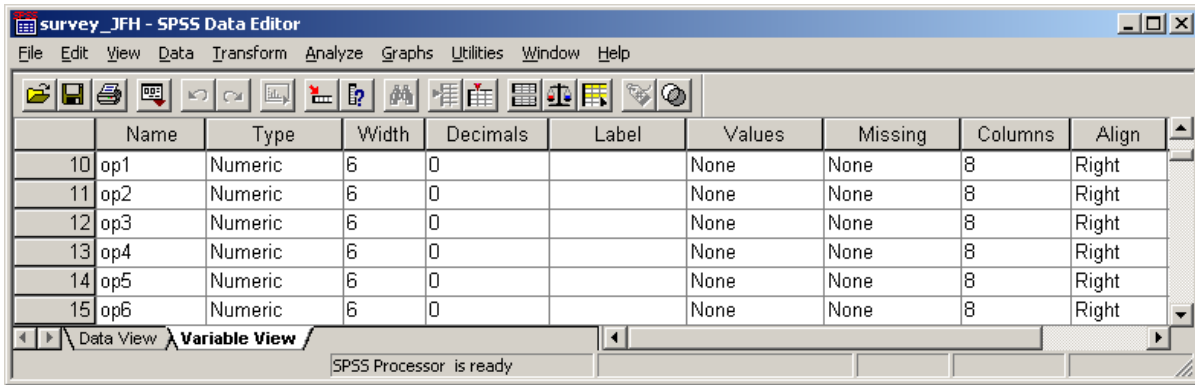 survey_JFH - SPSS Data Editor
File Edit View Data Transform Analyze Graphs Utilities Window Help
Name Type Width Decimals Label Values Missing Columns Align
10 op1 Numeric 6 0 None None 8 Right
11 op2 Numeric 6 0 None None 8 Right
12 op3 Numeric 6 0 None None 8 Right
13 op4 Numeric 6 0 None None 8 Right
14 op5 Numeric 6 0 None None 8 Right
15 op6 Numeric 6 0 None None 8 Right
Data View Variable View
SPSS Processor is ready